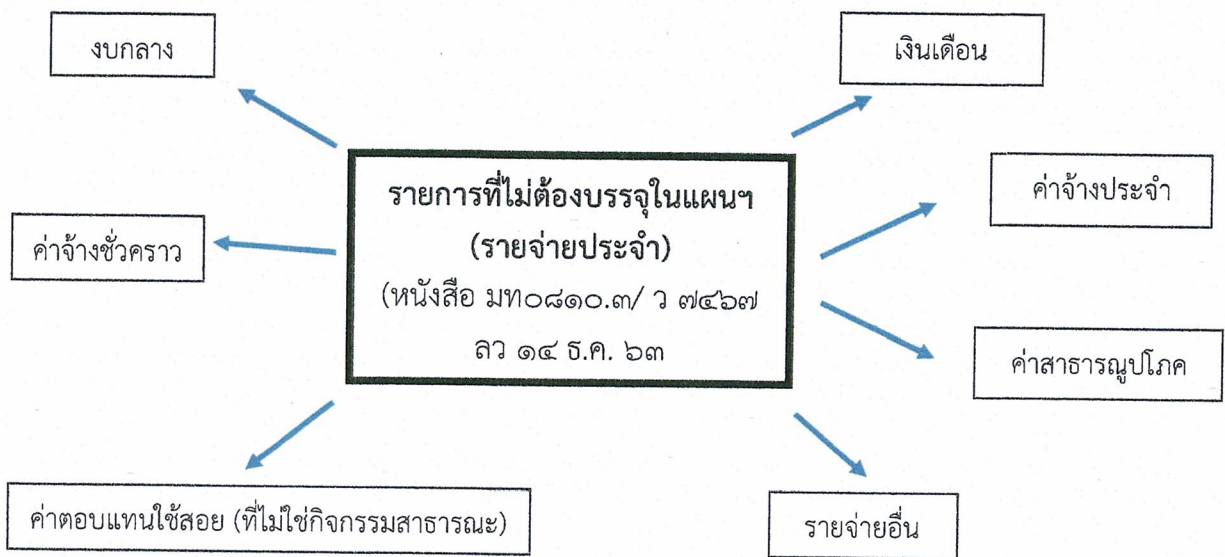 งบกลาง
เงินเดือน
รายการที่ไม่ต้องบรรจุในแผนฯ
(รายจ่ายประจำ)
(หนังสือ มท๐๘๑๐.๓/ ว ๗๔๖๗
ลว ๑๔ ธ.ค. ๖๓
ค่าจ้างประจำ
ค่าจ้างชั่วคราว
ค่าสาธารณูปโภค
ค่าตอบแทนใช้สอย (ที่ไม่ใช่กิจกรรมสาธารณะ)
รายจ่ายอื่น